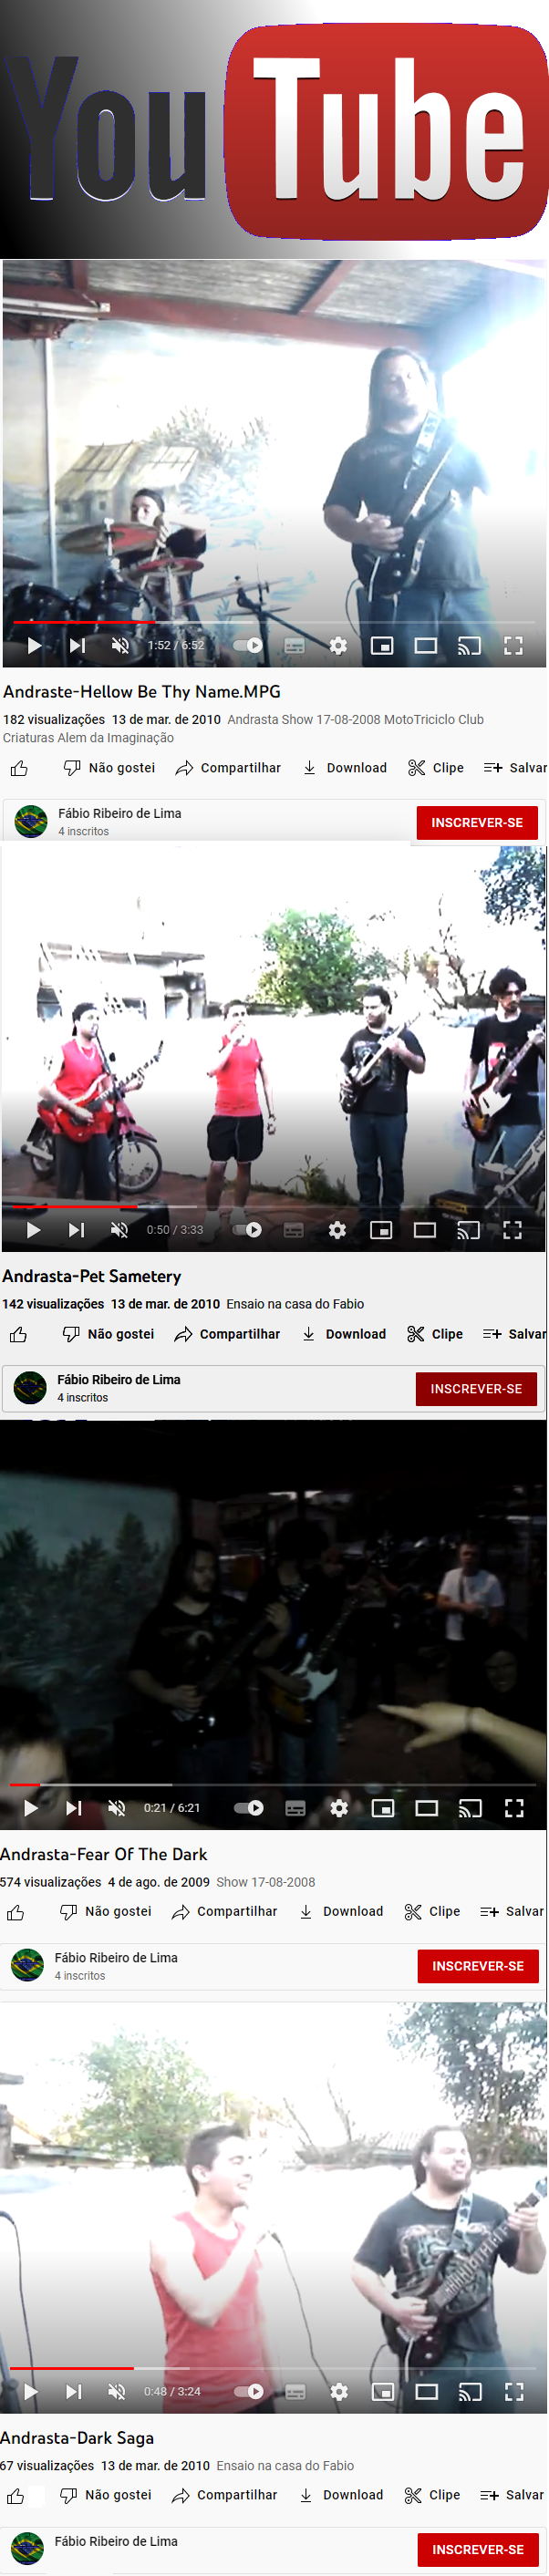 YouTube
1:52 / 6:52
Andraste-Hellow Be Thy Name.MPG
182 visualizações 13 de mar. de 2010 Andrasta Show 17-08-2008 MotoTriciclo Club
Criaturas Alem da Imaginação
Não gostei Compartilhar Download Clipe Salvar
Fábio Ribeiro de Lima
4 inscritos
INSCREVER-SE
0:50 / 3:33
Andrasta-Pet Sametery
142 visualizações 13 de mar. de 2010 Ensaio na casa do Fabio
Não gostei Compartilhar Download Clipe Salvar
Fábio Ribeiro de Lima
4 inscritos
INSCREVER-SE
0:21 / 6:21
Andrasta-Fear Of The Dark
574 visualizações 4 de ago. de 2009 Show 17-08-2008
Não gostei Compartilhar Download Clipe Salvar
Fábio Ribeiro de Lima
4 inscritos
INSCREVER-SE
0:48 / 3:24
Andrasta-Dark Saga
67 visualizações 13 de mar. de 2010 Ensaio na casa do Fabio
Não gostei Compartilhar Download Clipe Salvar
Fábio Ribeiro de Lima
INSCREVER-SE